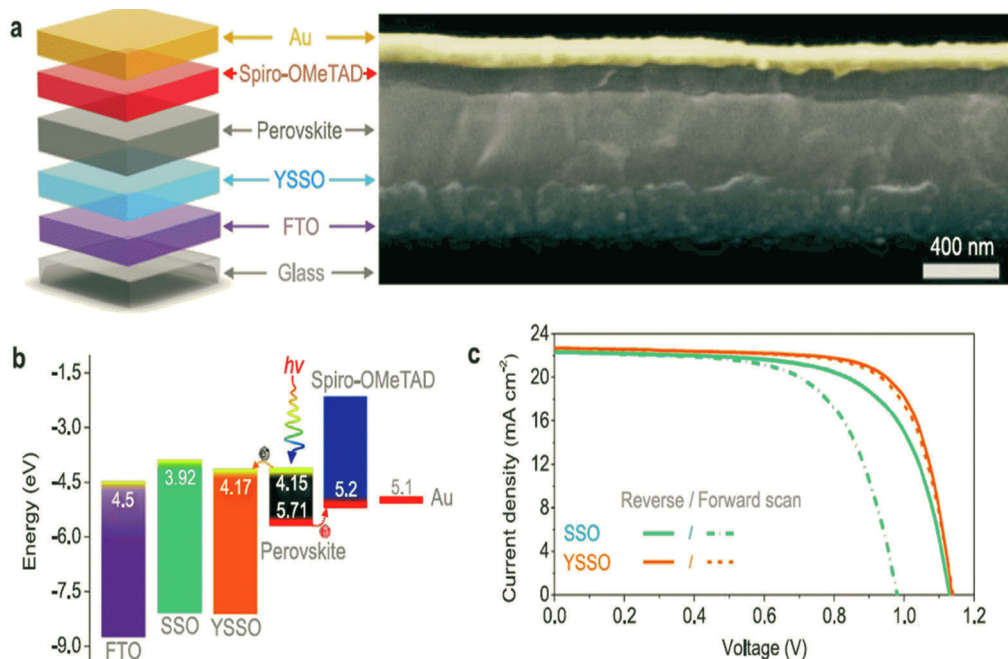 a
Au
Spiro-OMeTAD
Perovskite
YSSO
FTO
Glass
400 nm
b
Energy (eV)
-1.5
-3.0
-4.5
-6.0
-7.5
-9.0
hv
Spiro-OMeTAD
4.5
3.92
4.17
4.15
5.71
5.2
5.1
Au
Perovskite
FTO
SSO
YSSO
c
Current density (mA cm⁻²)
24
20
16
12
8
4
0
Reverse / Forward scan
SSO /
YSSO /
0.0 0.2 0.4 0.6 0.8 1.0 1.2
Voltage (V)